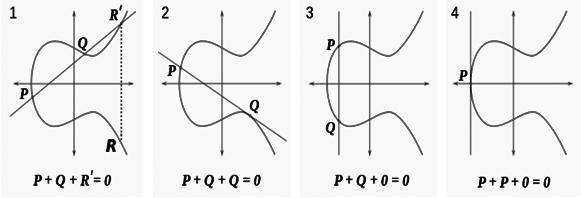 1
R′
Q
P
R
P + Q + R′ = 0
2
P
Q
P + Q + Q = 0
3
P
Q
P + Q + 0 = 0
4
P
P + P + 0 = 0